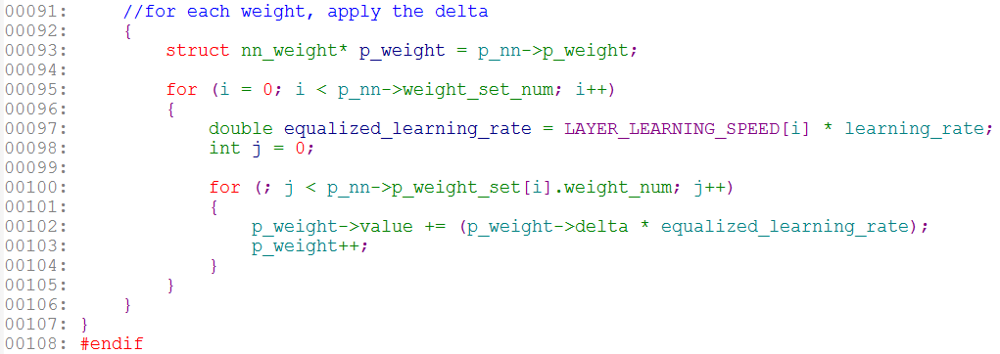 00091:     //for each weight, apply the delta
00092:     {
00093:         struct nn_weight* p_weight = p_nn->p_weight;
00094:
00095:         for (i = 0; i < p_nn->weight_set_num; i++)
00096:         {
00097:             double equalized_learning_rate = LAYER_LEARNING_SPEED[i] * learning_rate;
00098:             int j = 0;
00099:
00100:             for (; j < p_nn->p_weight_set[i].weight_num; j++)
00101:             {
00102:                 p_weight->value += (p_weight->delta * equalized_learning_rate);
00103:                 p_weight++;
00104:             }
00105:         }
00106:     }
00107: }
00108: #endif